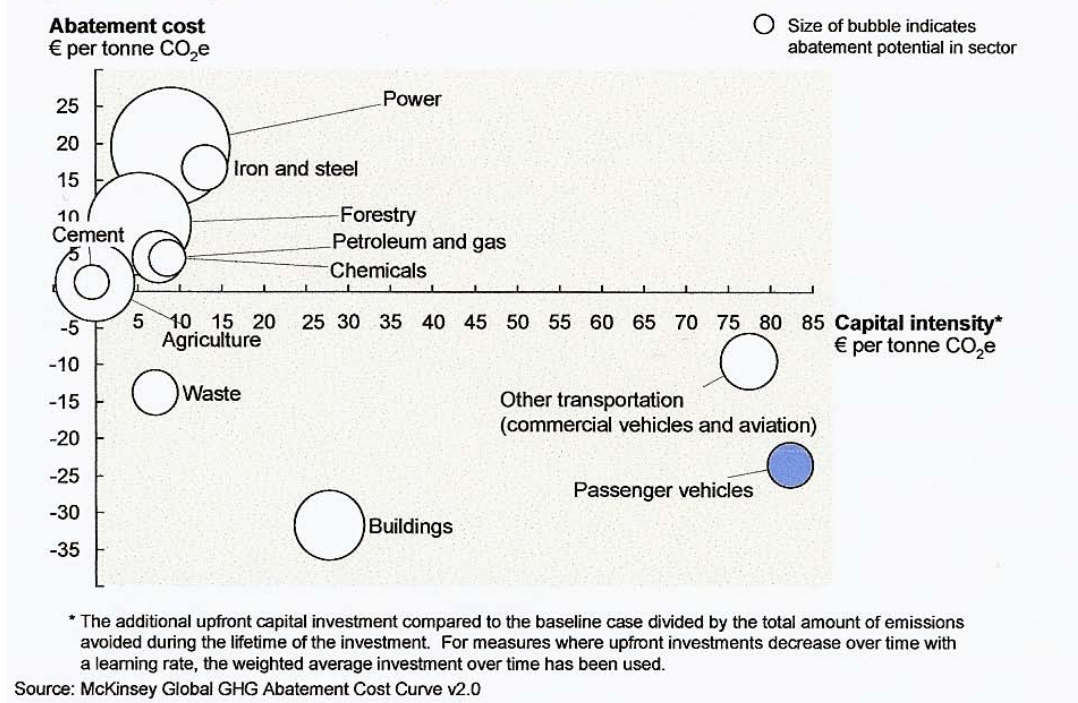 Abatement cost
€ per tonne CO₂e
Size of bubble indicates
abatement potential in sector
25
20
15
10
5
-5
-10
-15
-20
-25
-30
-35
Power
Iron and steel
Forestry
Cement
Petroleum and gas
Chemicals
5 10 15 20 25 30 35 40 45 50 55 60 65 70 75 80 85
Capital intensity*
€ per tonne CO₂e
Agriculture
Waste
Other transportation
(commercial vehicles and aviation)
Passenger vehicles
Buildings
* The additional upfront capital investment compared to the baseline case divided by the total amount of emissions
avoided during the lifetime of the investment. For measures where upfront investments decrease over time with
a learning rate, the weighted average investment over time has been used.
Source: McKinsey Global GHG Abatement Cost Curve v2.0